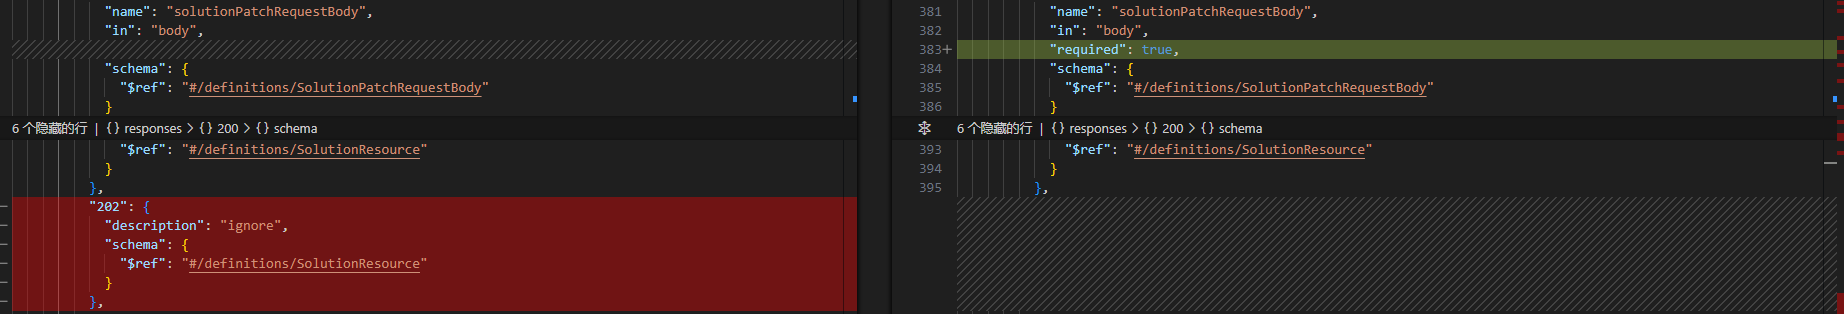 "name": "solutionPatchRequestBody",
"in": "body",
"schema": {
"$ref": "#/definitions/SolutionPatchRequestBody"
}
6 个隐藏的行 | {} responses > {} 200 > {} schema
"$ref": "#/definitions/SolutionResource"
}
},
"202": {
"description": "ignore",
"schema": {
"$ref": "#/definitions/SolutionResource"
}
},
381 "name": "solutionPatchRequestBody",
382 "in": "body",
383+ "required": true,
384 "schema": {
385 "$ref": "#/definitions/SolutionPatchRequestBody"
386 }
6 个隐藏的行 | {} responses > {} 200 > {} schema
393 "$ref": "#/definitions/SolutionResource"
394 }
395 },